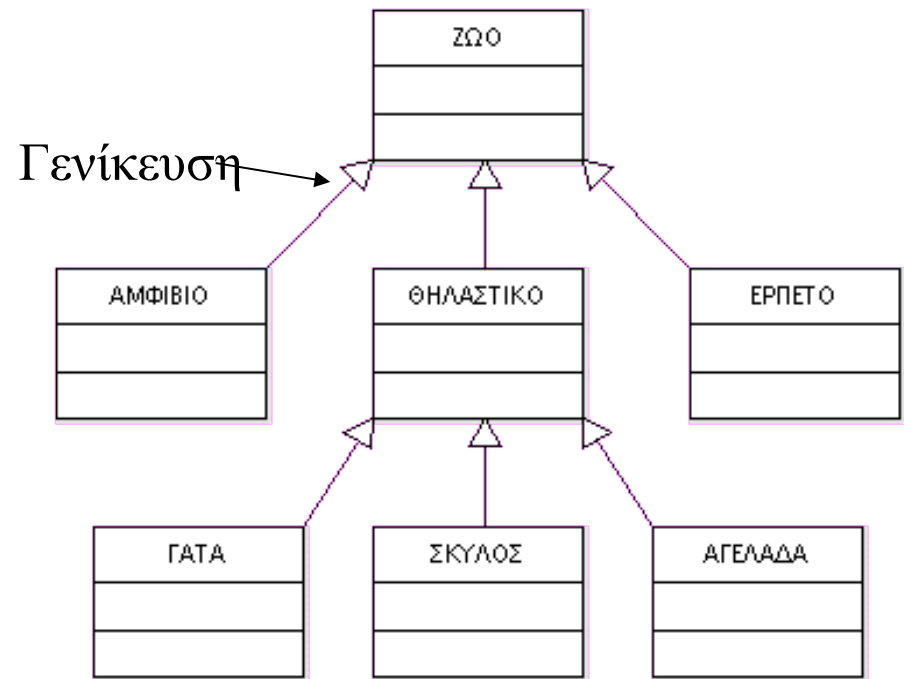 ΖΩΟ
Γενίκευση
ΑΜΦΙΒΙΟ
ΘΗΛΑΣΤΙΚΟ
ΕΡΠΕΤΟ
ΓΑΤΑ
ΣΚΥΛΟΣ
ΑΓΕΛΑΔΑ